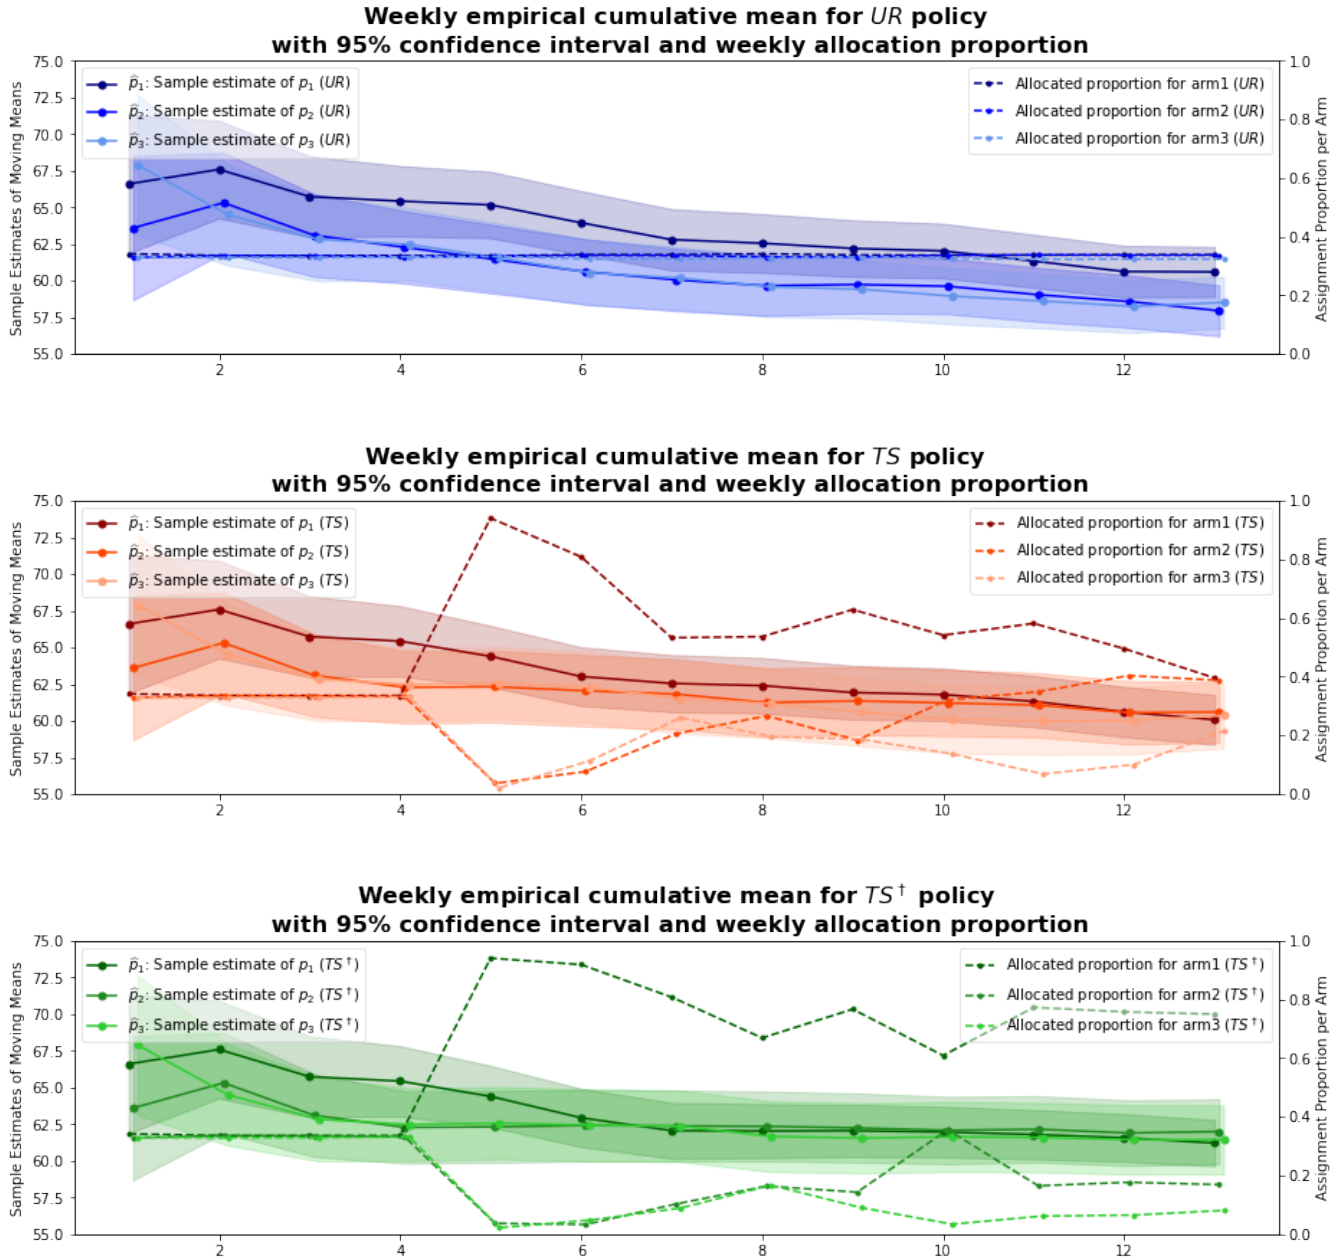 Weekly empirical cumulative mean for UR policy
with 95% confidence interval and weekly allocation proportion
Sample Estimates of Moving Means
75.0
72.5
70.0
67.5
65.0
62.5
60.0
57.5
55.0
p̂₁: Sample estimate of p₁ (UR)
p̂₂: Sample estimate of p₂ (UR)
p̂₃: Sample estimate of p₃ (UR)
Allocated proportion for arm1 (UR)
Allocated proportion for arm2 (UR)
Allocated proportion for arm3 (UR)
1.0
0.8
0.6
0.4
0.2
0.0
Assignment Proportion per Arm
2 4 6 8 10 12
Weekly empirical cumulative mean for TS policy
with 95% confidence interval and weekly allocation proportion
Sample Estimates of Moving Means
75.0
72.5
70.0
67.5
65.0
62.5
60.0
57.5
55.0
p̂₁: Sample estimate of p₁ (TS)
p̂₂: Sample estimate of p₂ (TS)
p̂₃: Sample estimate of p₃ (TS)
Allocated proportion for arm1 (TS)
Allocated proportion for arm2 (TS)
Allocated proportion for arm3 (TS)
1.0
0.8
0.6
0.4
0.2
0.0
Assignment Proportion per Arm
2 4 6 8 10 12
Weekly empirical cumulative mean for TS† policy
with 95% confidence interval and weekly allocation proportion
Sample Estimates of Moving Means
75.0
72.5
70.0
67.5
65.0
62.5
60.0
57.5
55.0
p̂₁: Sample estimate of p₁ (TS†)
p̂₂: Sample estimate of p₂ (TS†)
p̂₃: Sample estimate of p₃ (TS†)
Allocated proportion for arm1 (TS†)
Allocated proportion for arm2 (TS†)
Allocated proportion for arm3 (TS†)
1.0
0.8
0.6
0.4
0.2
0.0
Assignment Proportion per Arm
2 4 6 8 10 12